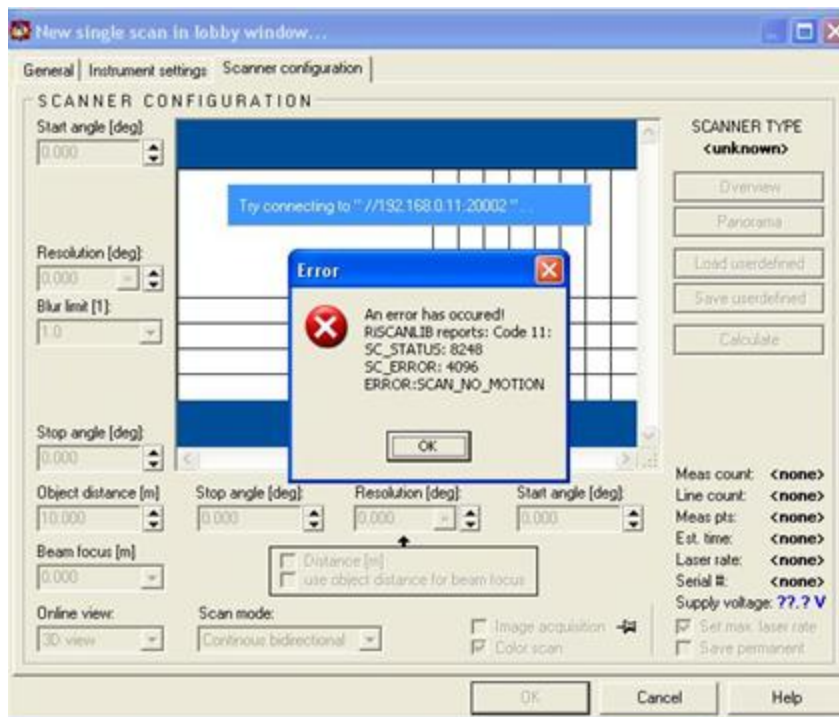 New single scan in lobby window...
General
Instrument settings
Scanner configuration
SCANNER CONFIGURATION
Start angle [deg]:
0.000
SCANNER TYPE
<unknown>
Overview
Panorama
Try connecting to " //192.168.0.11:20002 "...
Resolution [deg]:
0.000
Load userdefined
Save userdefined
Blur limit [1]:
1.0
Calculate
Error
An error has occured!
RiSCANLIB reports: Code 11:
SC_STATUS: 8248
SC_ERROR: 4096
ERROR:SCAN_NO_MOTION
OK
Stop angle [deg]:
0.000
Object distance [m]
10.000
Stop angle [deg]:
0.000
Resolution [deg]:
0.000
Start angle [deg]:
0.000
Beam focus [m]
0.000
Distance [m]
use object distance for beam focus
Online view:
3D view
Scan mode:
Continous bidirectional
Image acquisition
Color scan
Meas count: <none>
Line count: <none>
Meas pts: <none>
Est. time: <none>
Laser rate: <none>
Serial #: <none>
Supply voltage: ??.? V
Set max. laser rate
Save permanent
OK
Cancel
Help